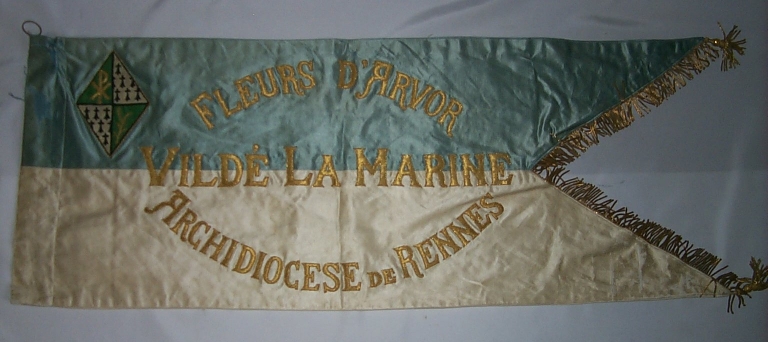 FLEURS D'ARVOR
VILDÉ LA MARINE
ARCHIDIOCESE DE RENNES